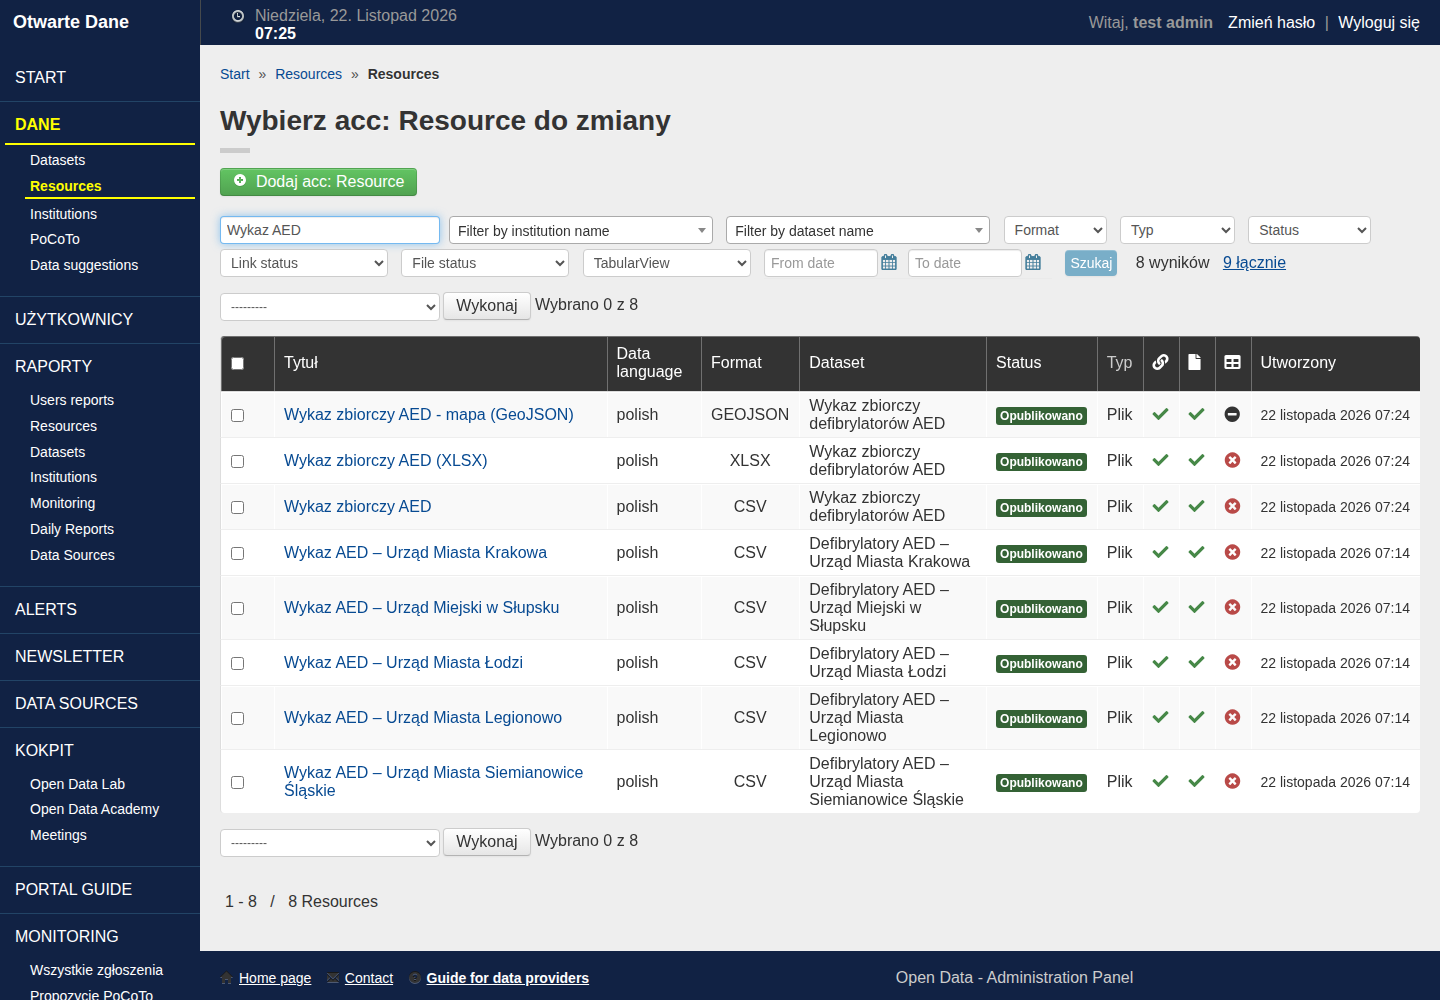 Otwarte Dane
Niedziela, 22. Listopad 2026
07:25
Witaj, test admin Zmień hasło | Wyloguj się
START
DANE
Datasets
Resources
Institutions
PoCoTo
Data suggestions
UŻYTKOWNICY
RAPORTY
Users reports
Resources
Datasets
Institutions
Monitoring
Daily Reports
Data Sources
ALERTS
NEWSLETTER
DATA SOURCES
KOKPIT
Open Data Lab
Open Data Academy
Meetings
PORTAL GUIDE
MONITORING
Wszystkie zgłoszenia
Propozycje PoCoTo
Start » Resources » Resources
Wybierz acc: Resource do zmiany
Dodaj acc: Resource
Wykaz AED Filter by institution name Filter by dataset name Format Typ Status
Link status File status TabularView From date To date Szukaj 8 wyników 9 łącznie
--------- Wykonaj Wybrano 0 z 8
Tytuł Data language Format Dataset Status Typ Utworzony
Wykaz zbiorczy AED - mapa (GeoJSON) polish GEOJSON Wykaz zbiorczy defibrylatorów AED Opublikowano Plik 22 listopada 2026 07:24
Wykaz zbiorczy AED (XLSX) polish XLSX Wykaz zbiorczy defibrylatorów AED Opublikowano Plik 22 listopada 2026 07:24
Wykaz zbiorczy AED polish CSV Wykaz zbiorczy defibrylatorów AED Opublikowano Plik 22 listopada 2026 07:24
Wykaz AED – Urząd Miasta Krakowa polish CSV Defibrylatory AED – Urząd Miasta Krakowa Opublikowano Plik 22 listopada 2026 07:14
Wykaz AED – Urząd Miejski w Słupsku polish CSV Defibrylatory AED – Urząd Miejski w Słupsku Opublikowano Plik 22 listopada 2026 07:14
Wykaz AED – Urząd Miasta Łodzi polish CSV Defibrylatory AED – Urząd Miasta Łodzi Opublikowano Plik 22 listopada 2026 07:14
Wykaz AED – Urząd Miasta Legionowo polish CSV Defibrylatory AED – Urząd Miasta Legionowo Opublikowano Plik 22 listopada 2026 07:14
Wykaz AED – Urząd Miasta Siemianowice Śląskie polish CSV Defibrylatory AED – Urząd Miasta Siemianowice Śląskie Opublikowano Plik 22 listopada 2026 07:14
--------- Wykonaj Wybrano 0 z 8
1 - 8 / 8 Resources
Home page Contact Guide for data providers Open Data - Administration Panel